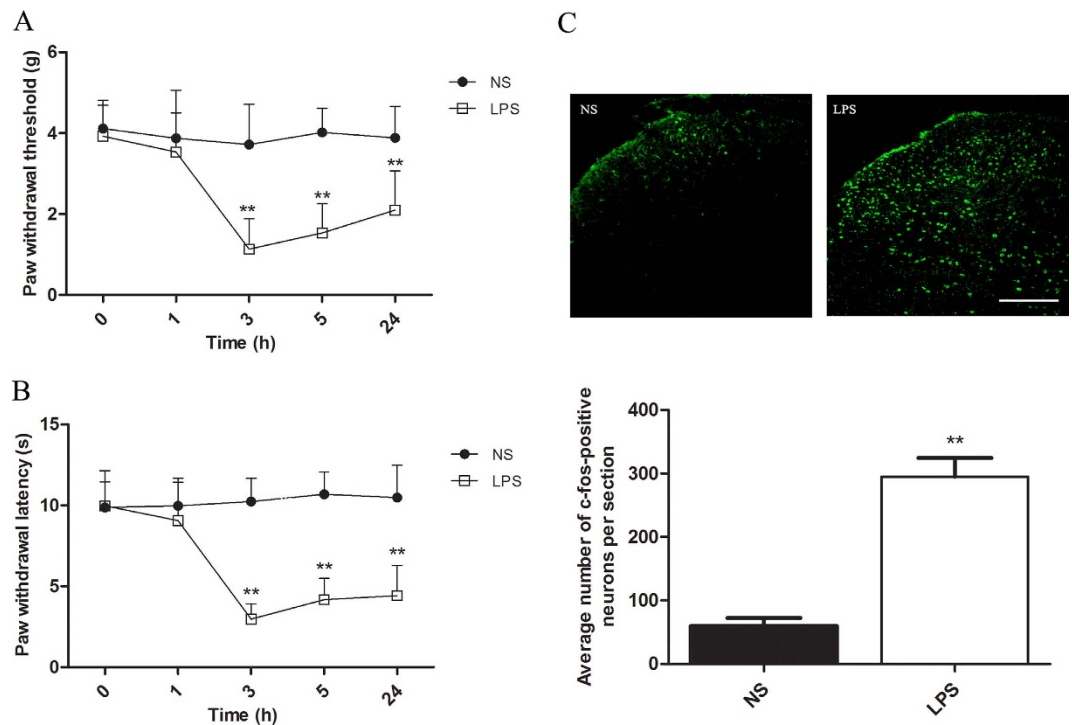 A
Paw withdrawal threshold (g)
6
4
2
0
NS
LPS
**
**
**
0
1
3
5
24
Time (h)
B
Paw withdrawal latency (s)
15
10
5
0
NS
LPS
**
**
**
0
1
3
5
24
Time (h)
C
NS
LPS
Average number of c-fos-positive
neurons per section
400
300
200
100
0
**
NS
LPS